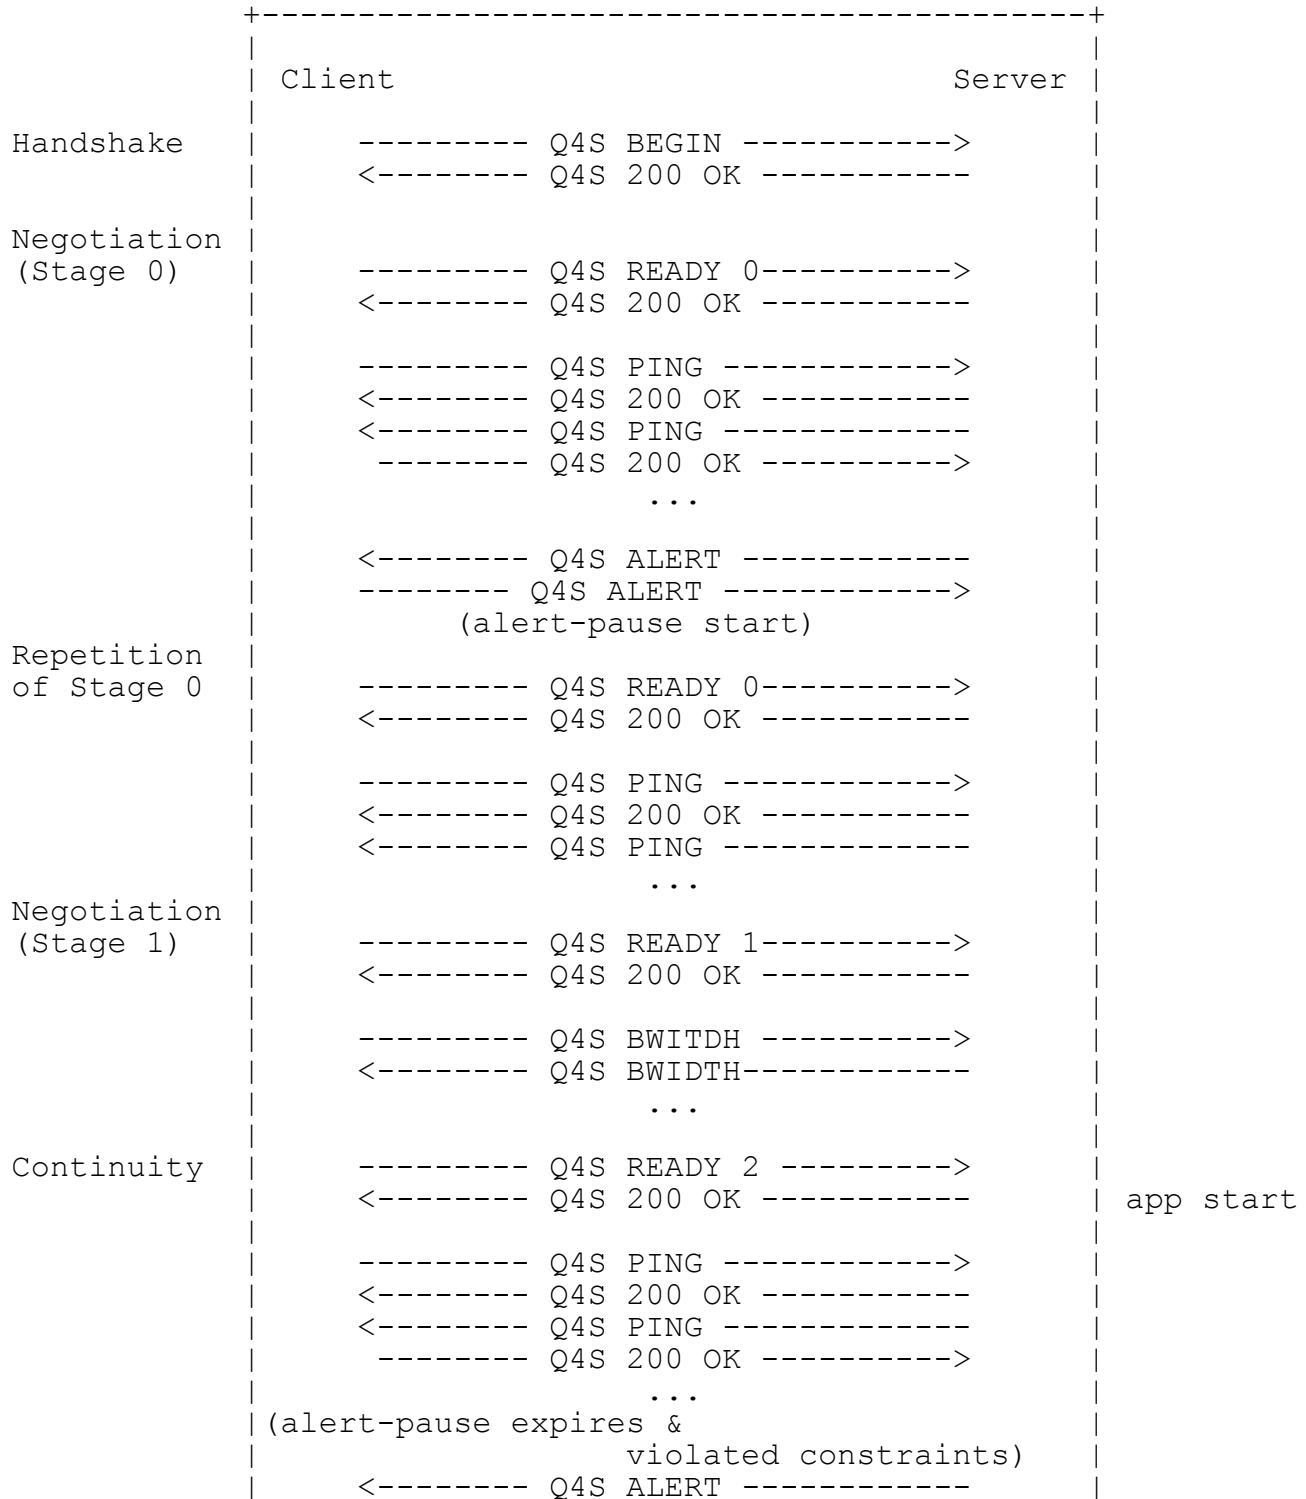 +-------------------------------------------+
|                                           |
| Client                             Server |
|                                           |
Handshake   |     --------- Q4S BEGIN ----------->      |
|     <-------- Q4S 200 OK -----------      |
|                                           |
Negotiation |                                           |
(Stage 0)   |     --------- Q4S READY 0---------->      |
|     <-------- Q4S 200 OK -----------      |
|                                           |
|     --------- Q4S PING ------------>      |
|     <-------- Q4S 200 OK -----------      |
|     <-------- Q4S PING -------------      |
|      -------- Q4S 200 OK ---------->      |
|                    ...                    |
|                                           |
|     <-------- Q4S ALERT ------------      |
|     -------- Q4S ALERT ------------>      |
|          (alert-pause start)              |
Repetition  |                                           |
of Stage 0  |     --------- Q4S READY 0---------->      |
|     <-------- Q4S 200 OK -----------      |
|                                           |
|     --------- Q4S PING ------------>      |
|     <-------- Q4S 200 OK -----------      |
|     <-------- Q4S PING -------------      |
|                    ...                    |
Negotiation |                                           |
(Stage 1)   |     --------- Q4S READY 1---------->      |
|     <-------- Q4S 200 OK -----------      |
|                                           |
|     --------- Q4S BWITDH ---------->      |
|     <-------- Q4S BWIDTH------------      |
|                    ...                    |
|                                           |
Continuity  |     --------- Q4S READY 2 --------->      |
|     <-------- Q4S 200 OK -----------      | app start
|                                           |
|     --------- Q4S PING ------------>      |
|     <-------- Q4S 200 OK -----------      |
|     <-------- Q4S PING -------------      |
|      -------- Q4S 200 OK ---------->      |
|                    ...                    |
|(alert-pause expires &                     |
|                   violated constraints)   |
|     <-------- Q4S ALERT ------------      |